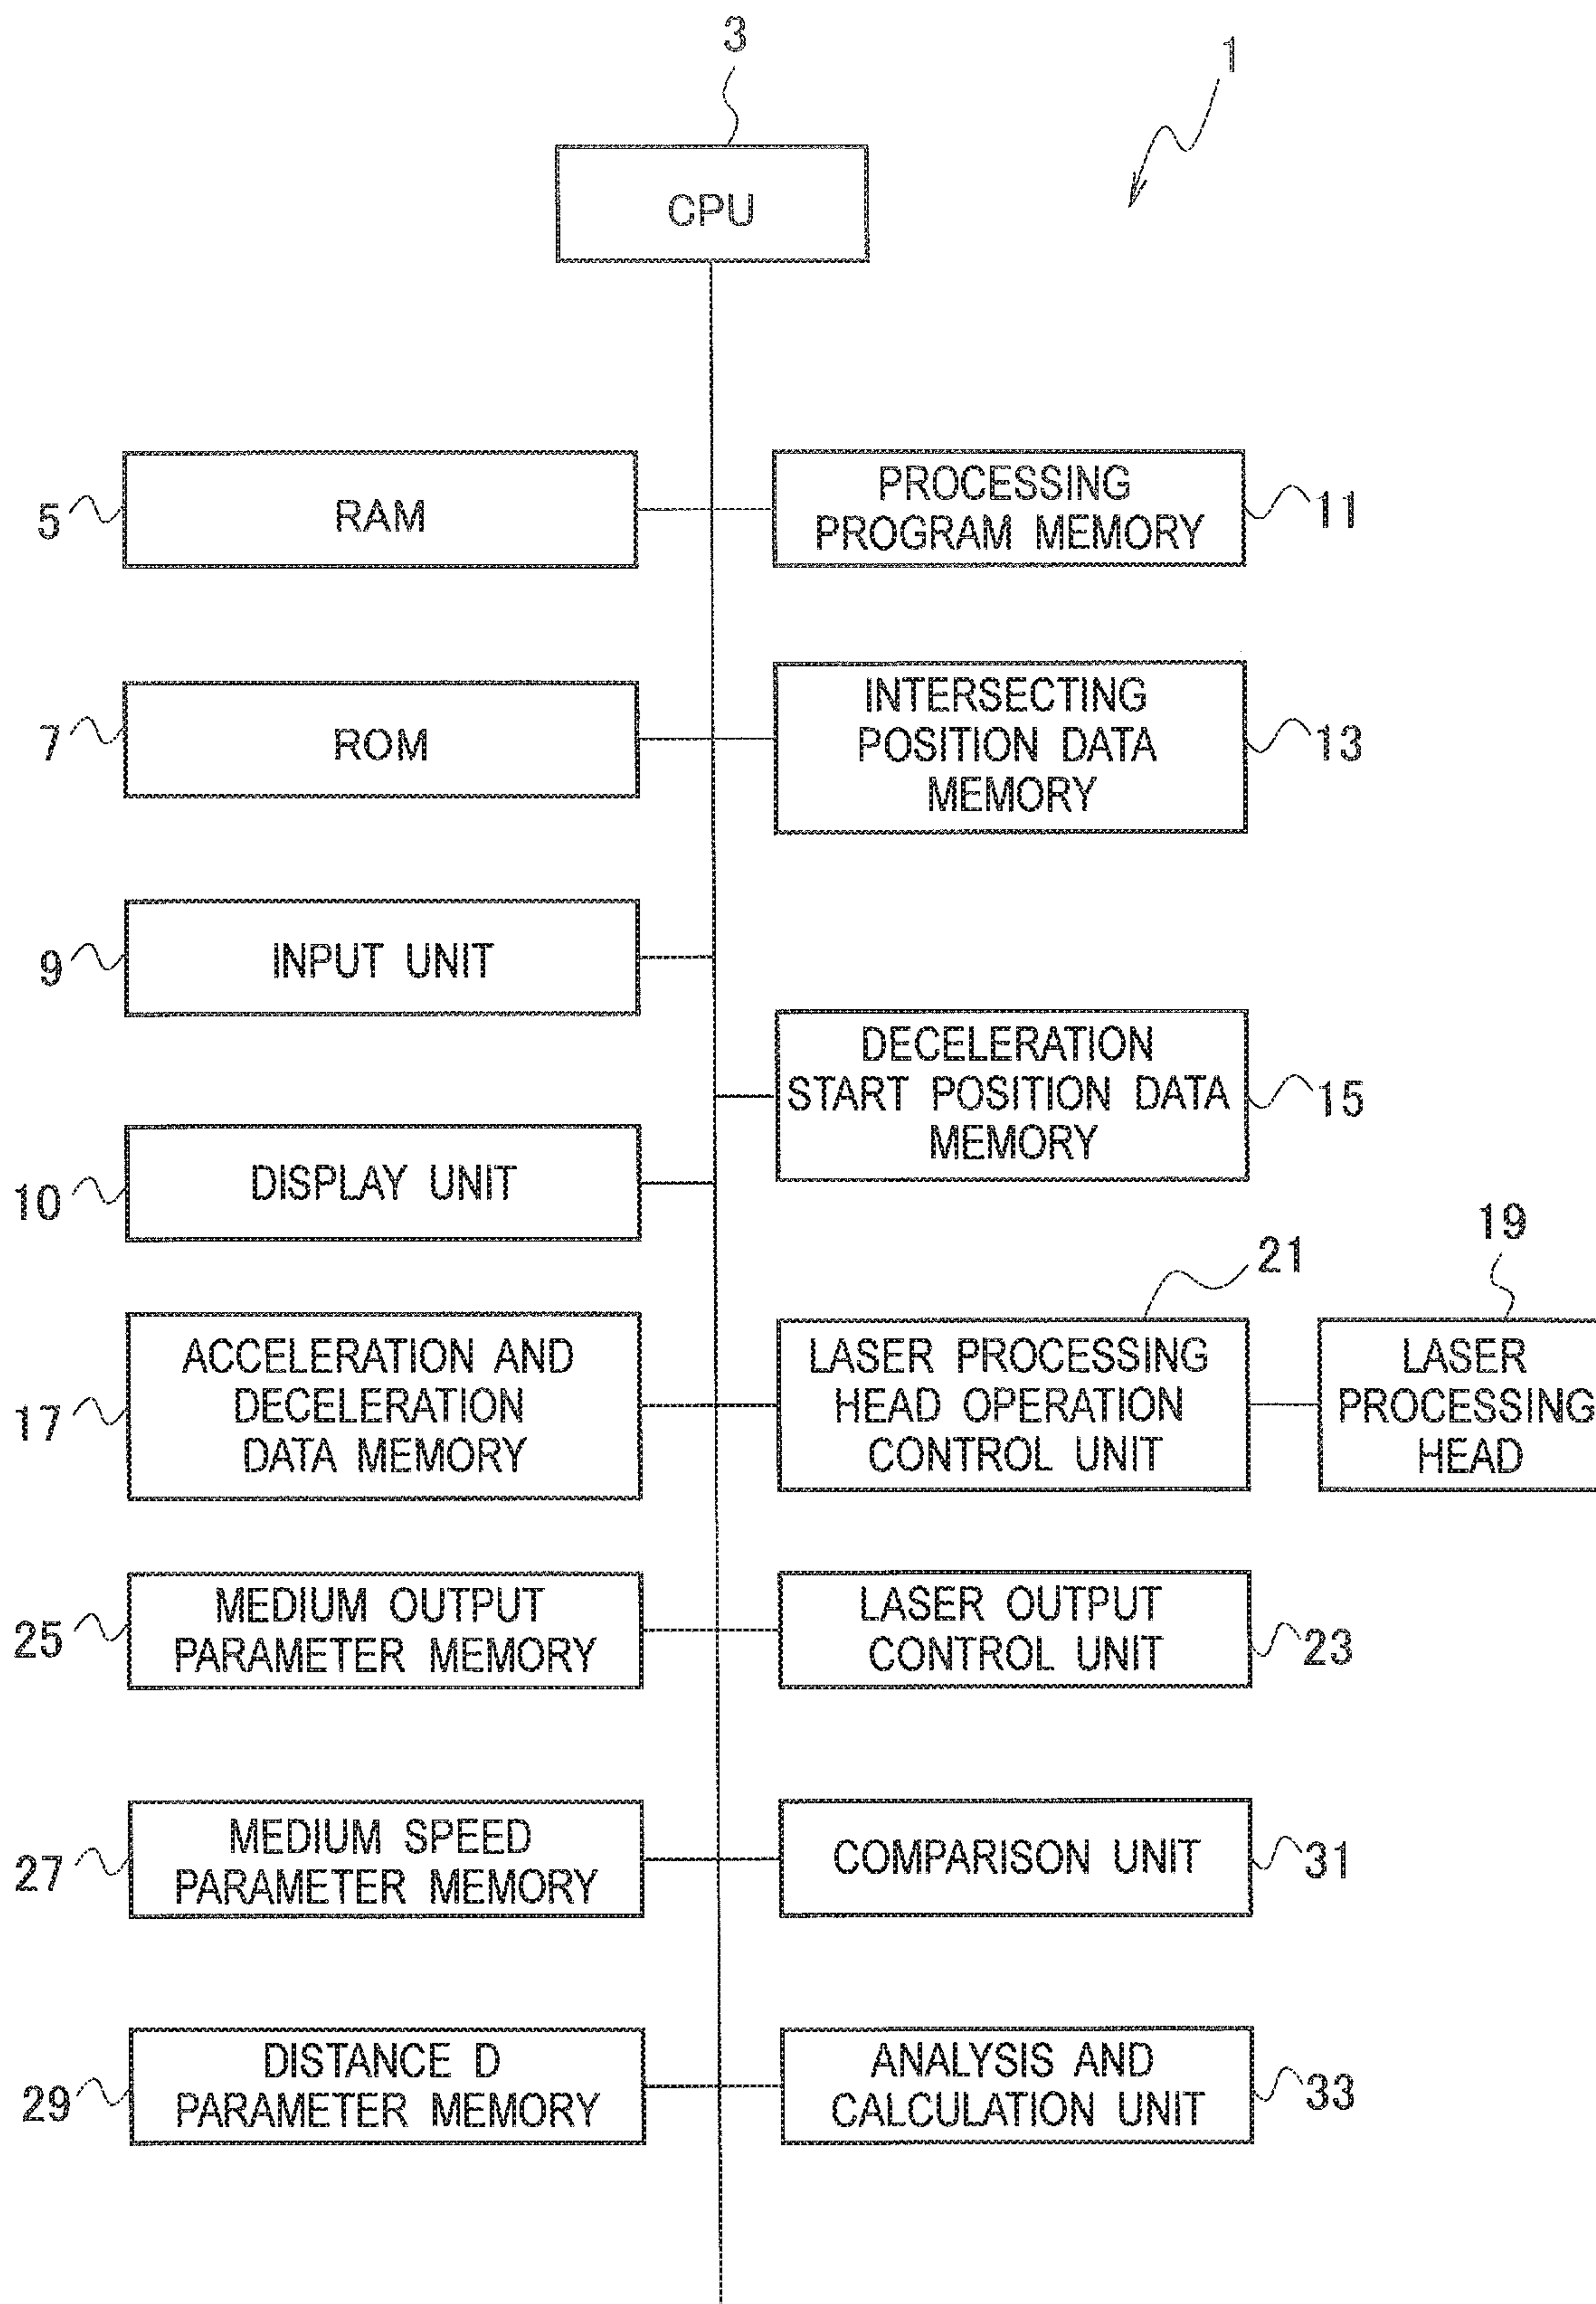 3
1
CPU
5
RAM
PROCESSING
PROGRAM MEMORY
11
7
ROM
INTERSECTING
POSITION DATA
MEMORY
13
9
INPUT UNIT
DECELERATION
START POSITION DATA
MEMORY
15
10
DISPLAY UNIT
17
ACCELERATION AND
DECELERATION
DATA MEMORY
21
LASER PROCESSING
HEAD OPERATION
CONTROL UNIT
19
LASER
PROCESSING
HEAD
25
MEDIUM OUTPUT
PARAMETER MEMORY
LASER OUTPUT
CONTROL UNIT
23
27
MEDIUM SPEED
PARAMETER MEMORY
COMPARISON UNIT
31
29
DISTANCE D
PARAMETER MEMORY
ANALYSIS AND
CALCULATION UNIT
33